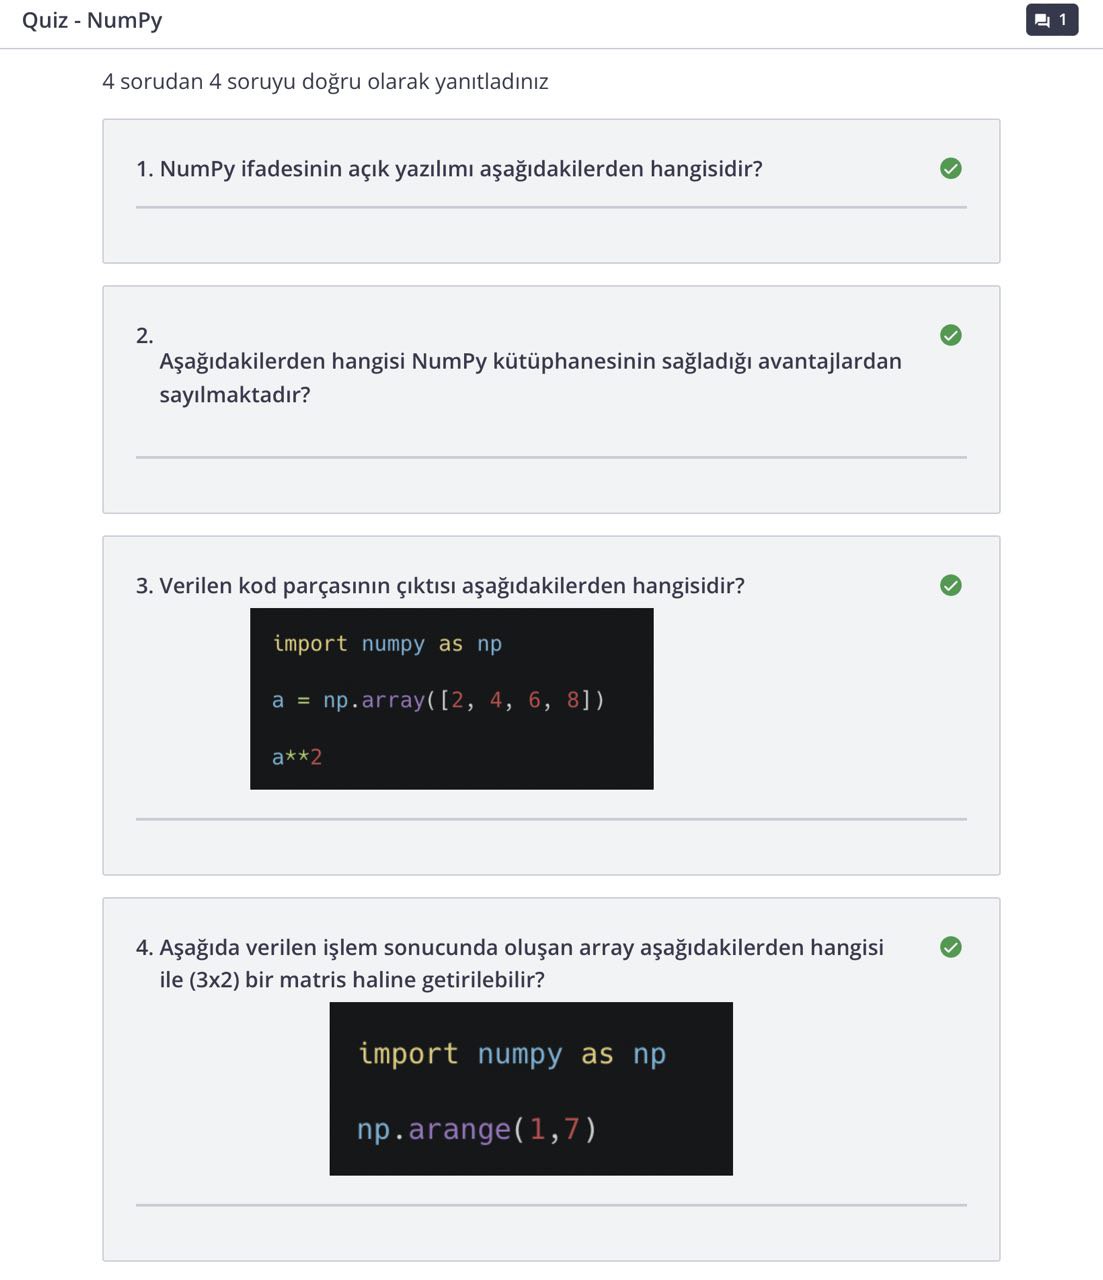 Quiz - NumPy
1
4 sorudan 4 soruyu doğru olarak yanıtladınız
1. NumPy ifadesinin açık yazılımı aşağıdakilerden hangisidir?
2.
Aşağıdakilerden hangisi NumPy kütüphanesinin sağladığı avantajlardan
sayılmaktadır?
3. Verilen kod parçasının çıktısı aşağıdakilerden hangisidir?
import numpy as np
a = np.array([2, 4, 6, 8])
a**2
4. Aşağıda verilen işlem sonucunda oluşan array aşağıdakilerden hangisi
ile (3x2) bir matris haline getirilebilir?
import numpy as np
np.arange(1,7)